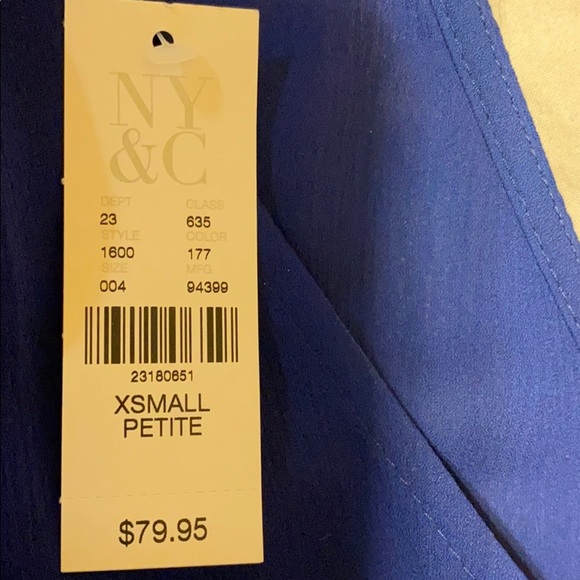 NY
&C
DEPT CLASS
23 635
STYLE COLOR
1600 177
SIZE MFG
004 94399
23180651
XSMALL
PETITE
$79.95